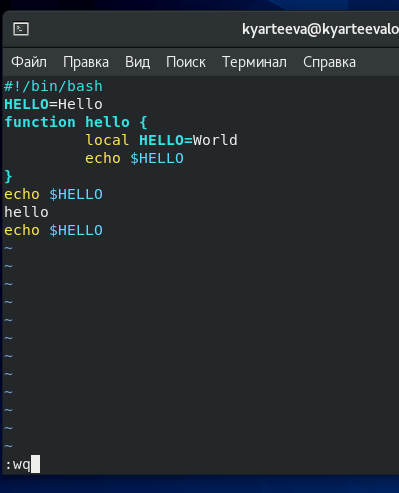 kyarteeva@kyarteevalo
Файл Правка Вид Поиск Терминал Справка
#!/bin/bash
HELLO=Hello
function hello {
         local HELLO=World
         echo $HELLO
}
echo $HELLO
hello
echo $HELLO
~
~
~
~
~
~
~
~
~
~
~
~
:wq